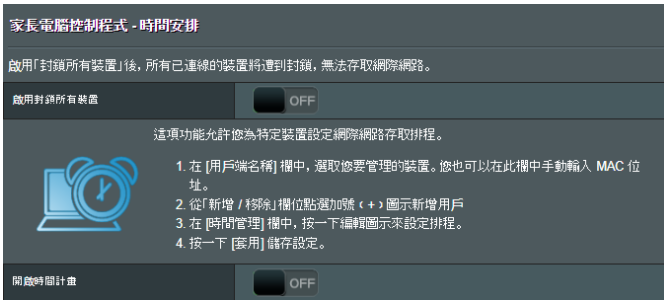 家長電腦控制程式 - 時間安排
啟用「封鎖所有裝置」後，所有已連線的裝置將遭到封鎖，無法存取網際網路。
啟用封鎖所有裝置
OFF
這項功能允許您為特定裝置設定網際網路存取排程。
1. 在 [用戶端名稱] 欄中，選取您要管理的裝置。您也可以在此欄中手動輸入 MAC 位
址。
2. 從「新增 / 移除」欄位點選加號（+）圖示新增用戶
3. 在 [時間管理] 欄中，按一下編輯圖示來設定排程。
4. 按一下 [套用] 儲存設定。
開啟時間計畫
OFF